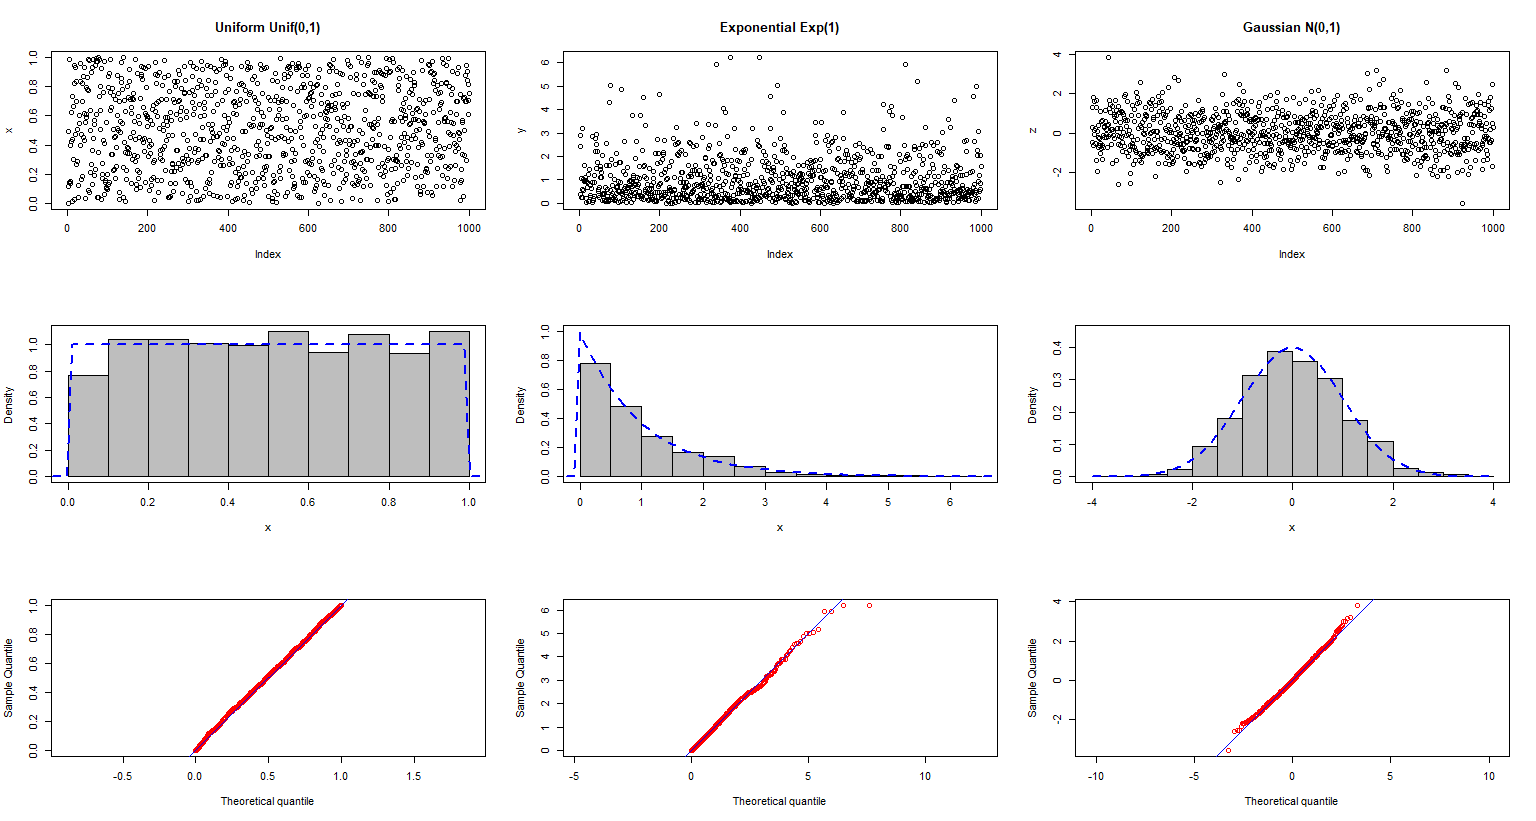 Uniform Unif(0,1)
Exponential Exp(1)
Gaussian N(0,1)
x
0.0 0.2 0.4 0.6 0.8 1.0
0 200 400 600 800 1000
Index
y
0 1 2 3 4 5 6
0 200 400 600 800 1000
Index
z
-2 0 2 4
0 200 400 600 800 1000
Index
Density
0.0 0.2 0.4 0.6 0.8 1.0
0.0 0.2 0.4 0.6 0.8 1.0
x
Density
0.0 0.2 0.4 0.6 0.8 1.0
0 1 2 3 4 5 6
x
Density
0.0 0.1 0.2 0.3 0.4
-4 -2 0 2 4
x
Sample Quantile
0.0 0.2 0.4 0.6 0.8 1.0
-0.5 0.0 0.5 1.0 1.5
Theoretical quantile
Sample Quantile
0 1 2 3 4 5 6
-5 0 5 10
Theoretical quantile
Sample Quantile
-2 0 2 4
-10 -5 0 5 10
Theoretical quantile